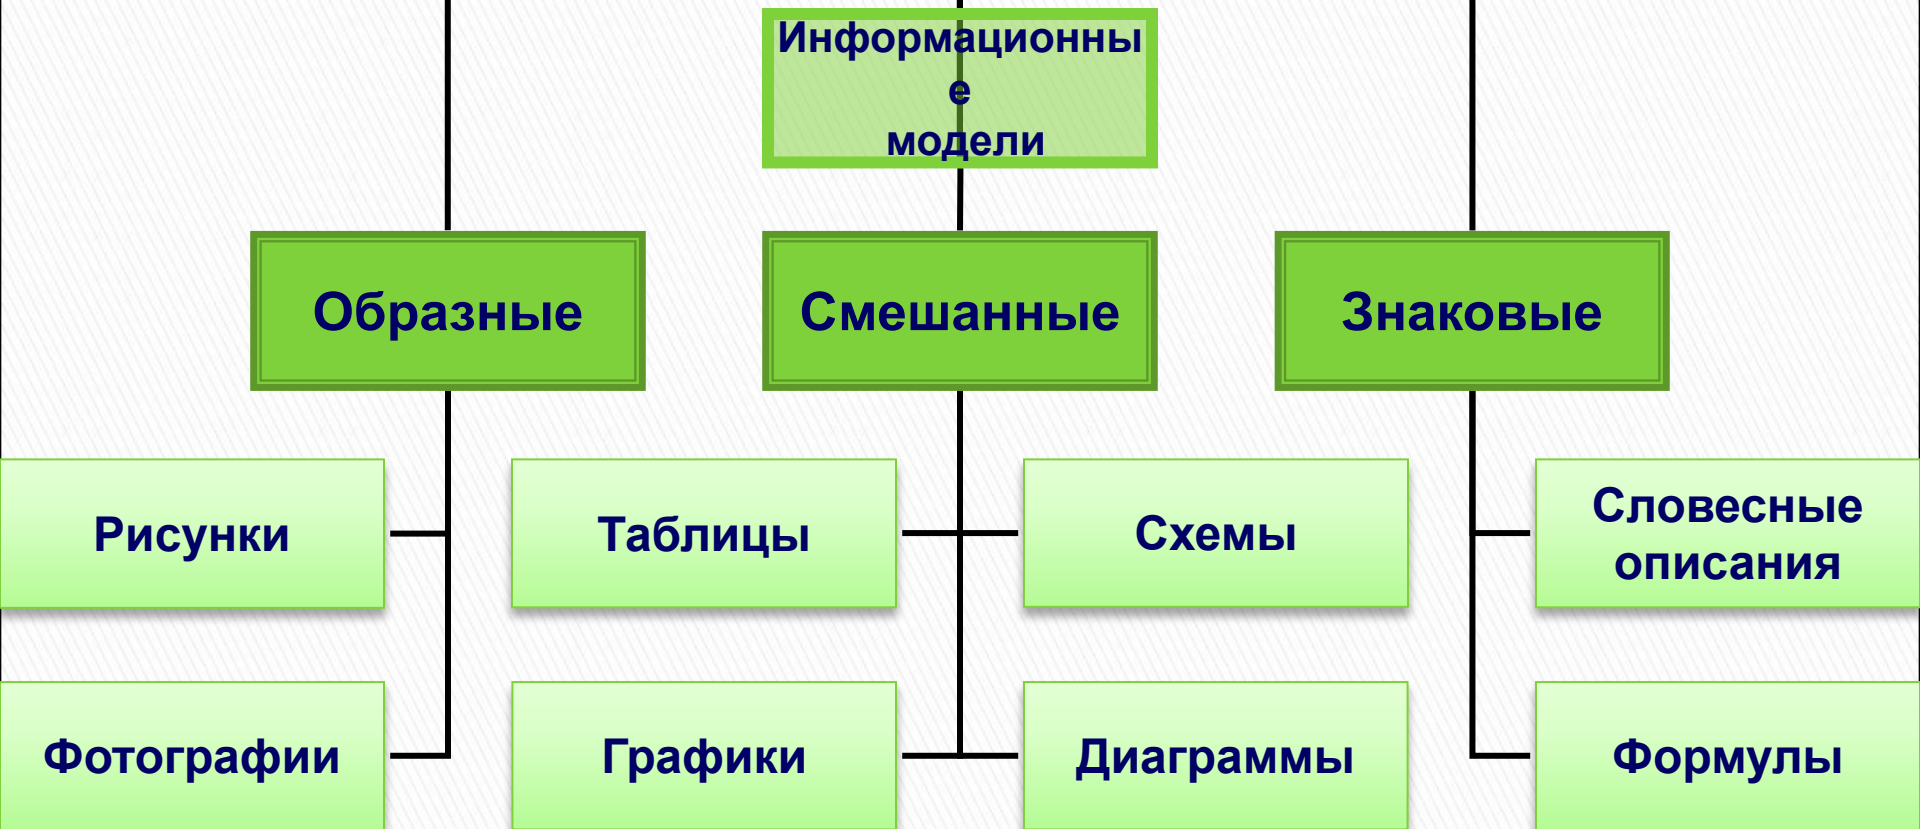 Информационны
е
модели
Образные
Смешанные
Знаковые
Рисунки
Таблицы
Схемы
Словесные
описания
Фотографии
Графики
Диаграммы
Формулы